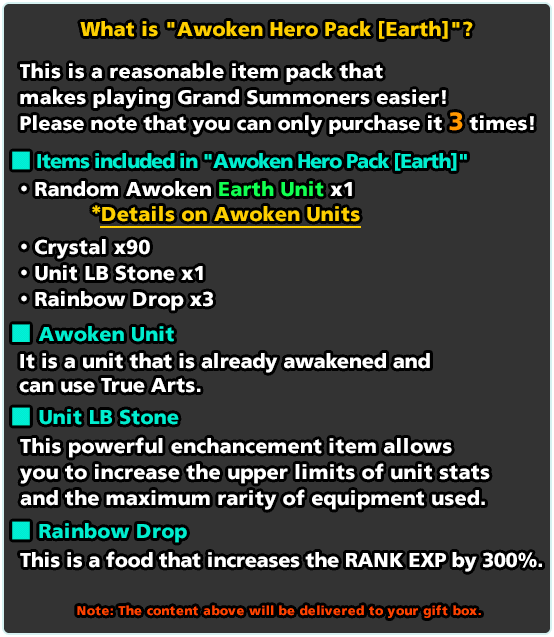 What is "Awoken Hero Pack [Earth]"?
This is a reasonable item pack that
makes playing Grand Summoners easier!
Please note that you can only purchase it 3 times!
■ Items included in "Awoken Hero Pack [Earth]"
• Random Awoken Earth Unit x1
*Details on Awoken Units
• Crystal x90
• Unit LB Stone x1
• Rainbow Drop x3
■ Awoken Unit
It is a unit that is already awakened and
can use True Arts.
■ Unit LB Stone
This powerful enchancement item allows
you to increase the upper limits of unit stats
and the maximum rarity of equipment used.
■ Rainbow Drop
This is a food that increases the RANK EXP by 300%.
Note: The content above will be delivered to your gift box.